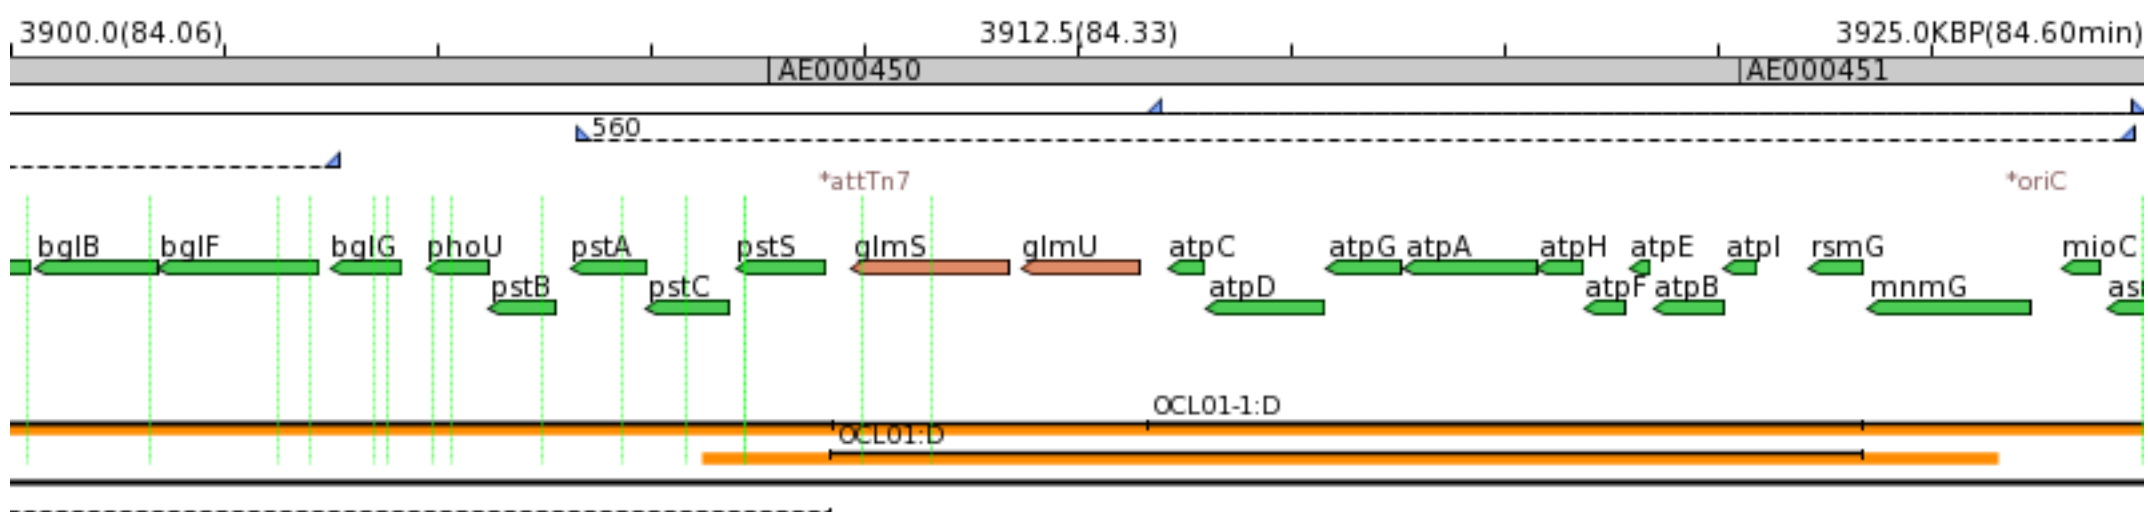 3900.0(84.06) 3912.5(84.33) 3925.0KBP(84.60min)
AE000450 AE000451
560
*attTn7 *oriC
bglB bglF bglG phoU pstA pstS glmS glmU atpC atpG atpA atpH atpE atpI rsmG mioC
pstB pstC atpD atpF atpB mnmG
OCL01-1:D
OCL01:D